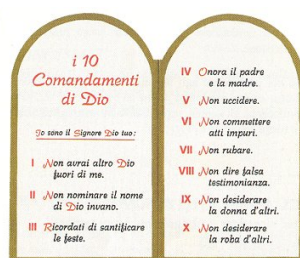 i 10
Comandamenti
di Dio
Io sono il Signore Dio tuo:
I Non avrai altro Dio
fuori di me.
II Non nominare il nome
di Dio invano.
III Ricordati di santificare
le feste.
IV Onora il padre
e la madre.
V Non uccidere.
VI Non commettere
atti impuri.
VII Non rubare.
VIII Non dire falsa
testimonianza.
IX Non desiderare
la donna d'altri.
X Non desiderare
la roba d'altri.